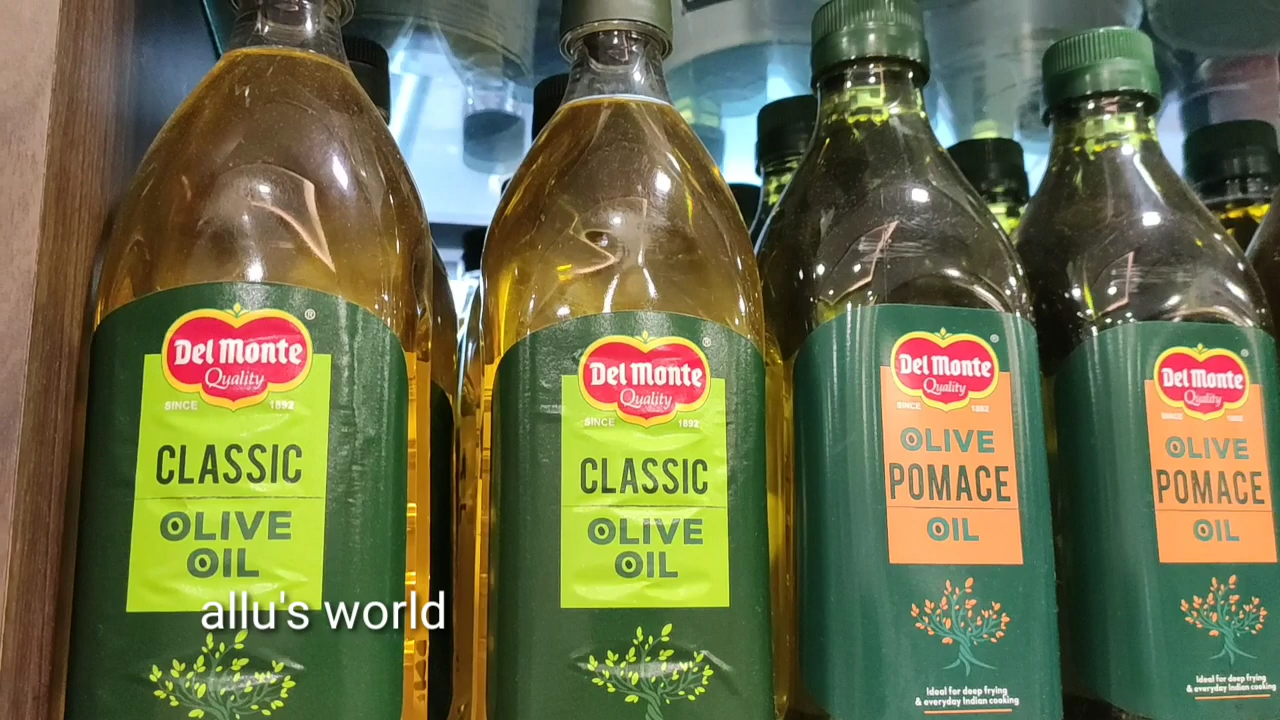 Del Monte
®
Quality
SINCE 1892
CLASSIC
OLIVE
OIL
Del Monte
®
Quality
SINCE 1892
CLASSIC
OLIVE
OIL
Del Monte
®
Quality
SINCE 1892
OLIVE
POMACE
OIL
Ideal for deep frying
& everyday Indian cooking
Del Monte
®
Quality
SINCE 1892
OLIVE
POMACE
OIL
Ideal for deep frying
& everyday Indian cooking
allu's world